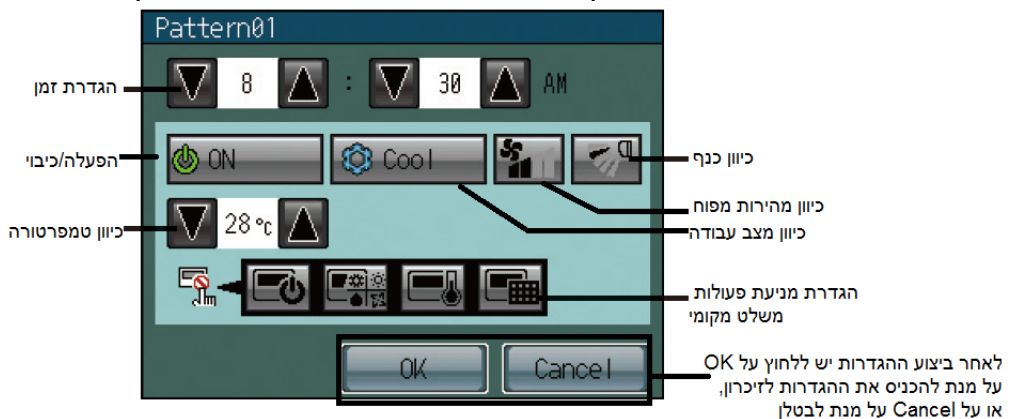 Pattern01
הגדרת זמן
8 : 30 AM
הפעלה/כיבוי
ON
Cool
כיוון כנף
כיוון מהירות מפוח
כיוון מצב עבודה
כיוון טמפרטורה
28°C
הגדרת מניעת פעולות
משלט מקומי
OK
Cancel
לאחר ביצוע ההגדרות יש ללחוץ על OK
על מנת להכניס את ההגדרות לזיכרון,
או על Cancel על מנת לבטלן